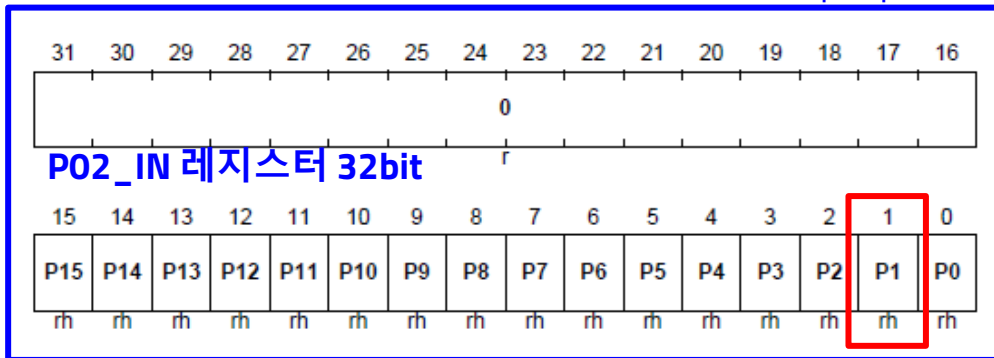 31 30 29 28 27 26 25 24 23 22 21 20 19 18 17 16
0
r
P02_IN 레지스터 32bit
15 14 13 12 11 10 9 8 7 6 5 4 3 2 1 0
P15 P14 P13 P12 P11 P10 P9 P8 P7 P6 P5 P4 P3 P2 P1 P0
rh rh rh rh rh rh rh rh rh rh rh rh rh rh rh rh